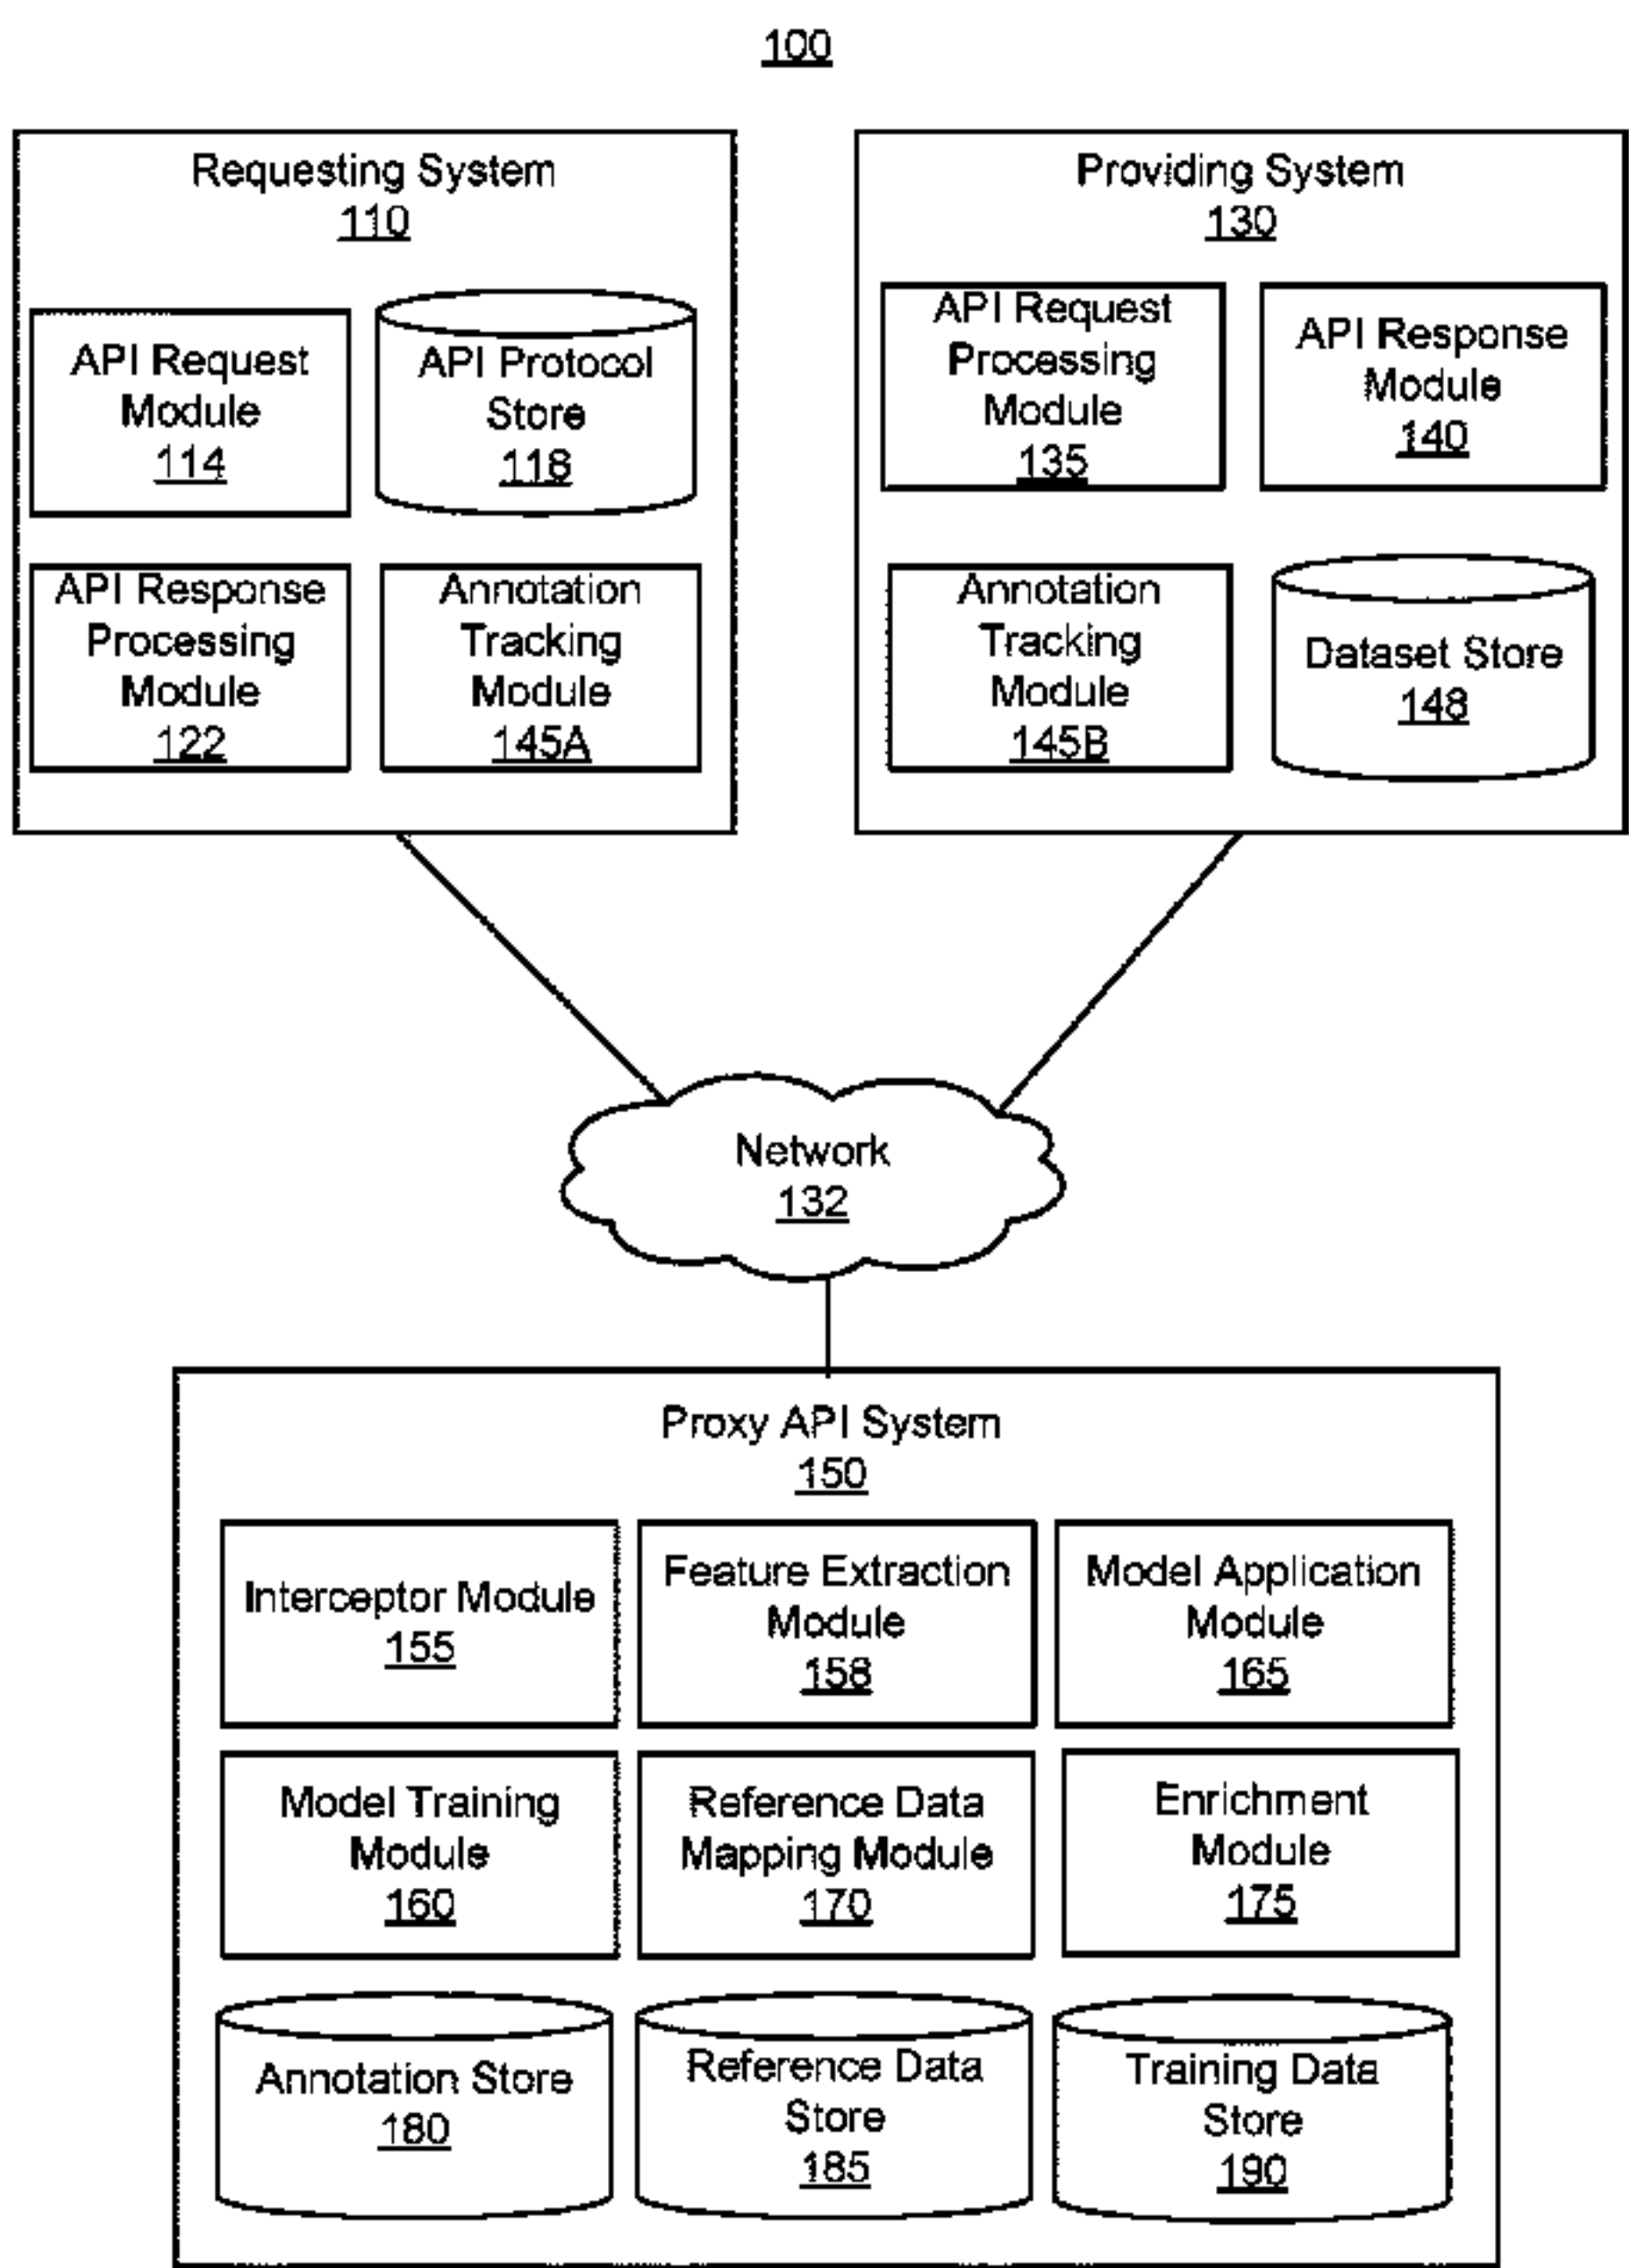 100
Requesting System
110
API Request
Module
114
API Protocol
Store
118
API Response
Processing
Module
122
Annotation
Tracking
Module
145A
Providing System
130
API Request
Processing
Module
135
API Response
Module
140
Annotation
Tracking
Module
145B
Dataset Store
148
Network
132
Proxy API System
150
Interceptor Module
155
Feature Extraction
Module
158
Model Application
Module
165
Model Training
Module
160
Reference Data
Mapping Module
170
Enrichment
Module
175
Annotation Store
180
Reference Data
Store
185
Training Data
Store
190